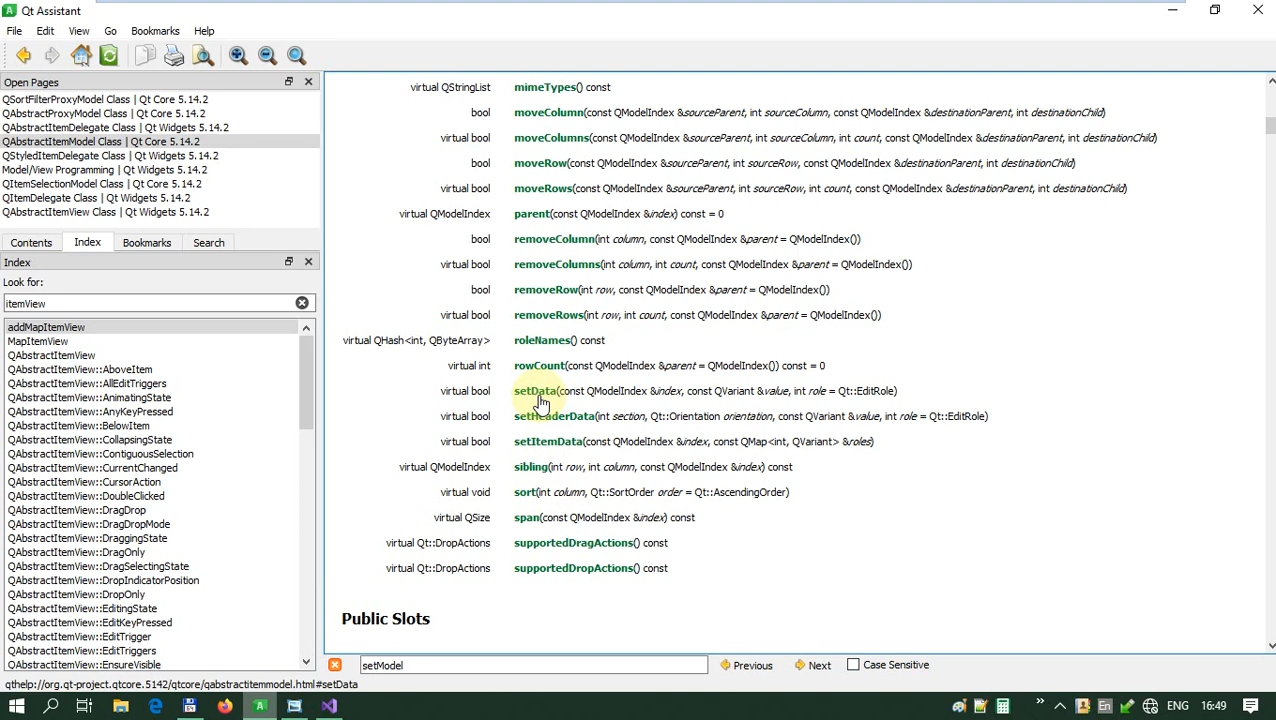 Qt Assistant
File Edit View Go Bookmarks Help
Open Pages
QSortFilterProxyModel Class | Qt Core 5.14.2
QAbstractProxyModel Class | Qt Core 5.14.2
QAbstractItemDelegate Class | Qt Widgets 5.14.2
QAbstractItemModel Class | Qt Core 5.14.2
QStyledItemDelegate Class | Qt Widgets 5.14.2
Model/View Programming | Qt Widgets 5.14.2
QItemSelectionModel Class | Qt Core 5.14.2
QItemDelegate Class | Qt Widgets 5.14.2
QAbstractItemView Class | Qt Widgets 5.14.2
Contents Index Bookmarks Search
Index
Look for:
itemView
addMapItemView
MapItemView
QAbstractItemView
QAbstractItemView::AboveItem
QAbstractItemView::AllEditTriggers
QAbstractItemView::AnimatingState
QAbstractItemView::AnyKeyPressed
QAbstractItemView::BelowItem
QAbstractItemView::CollapsingState
QAbstractItemView::ContiguousSelection
QAbstractItemView::CurrentChanged
QAbstractItemView::CursorAction
QAbstractItemView::DoubleClicked
QAbstractItemView::DragDrop
QAbstractItemView::DragDropMode
QAbstractItemView::DraggingState
QAbstractItemView::DragOnly
QAbstractItemView::DragSelectingState
QAbstractItemView::DropIndicatorPosition
QAbstractItemView::DropOnly
QAbstractItemView::EditingState
QAbstractItemView::EditKeyPressed
QAbstractItemView::EditTrigger
QAbstractItemView::EditTriggers
QAbstractItemView::EnsureVisible
virtual QStringList mimeTypes() const
bool moveColumn(const QModelIndex &sourceParent, int sourceColumn, const QModelIndex &destinationParent, int destinationChild)
virtual bool moveColumns(const QModelIndex &sourceParent, int sourceColumn, int count, const QModelIndex &destinationParent, int destinationChild)
bool moveRow(const QModelIndex &sourceParent, int sourceRow, const QModelIndex &destinationParent, int destinationChild)
virtual bool moveRows(const QModelIndex &sourceParent, int sourceRow, int count, const QModelIndex &destinationParent, int destinationChild)
virtual QModelIndex parent(const QModelIndex &index) const = 0
bool removeColumn(int column, const QModelIndex &parent = QModelIndex())
virtual bool removeColumns(int column, int count, const QModelIndex &parent = QModelIndex())
bool removeRow(int row, const QModelIndex &parent = QModelIndex())
virtual bool removeRows(int row, int count, const QModelIndex &parent = QModelIndex())
virtual QHash<int, QByteArray> roleNames() const
virtual int rowCount(const QModelIndex &parent = QModelIndex()) const = 0
virtual bool setData(const QModelIndex &index, const QVariant &value, int role = Qt::EditRole)
virtual bool setHeaderData(int section, Qt::Orientation orientation, const QVariant &value, int role = Qt::EditRole)
virtual bool setItemData(const QModelIndex &index, const QMap<int, QVariant> &roles)
virtual QModelIndex sibling(int row, int column, const QModelIndex &index) const
virtual void sort(int column, Qt::SortOrder order = Qt::AscendingOrder)
virtual QSize span(const QModelIndex &index) const
virtual Qt::DropActions supportedDragActions() const
virtual Qt::DropActions supportedDropActions() const
Public Slots
setModel Previous Next Case Sensitive
qthelp://org.qt-project.qtcore.5142/qtcore/qabstractitemmodel.html#setData
En ENG 16:49